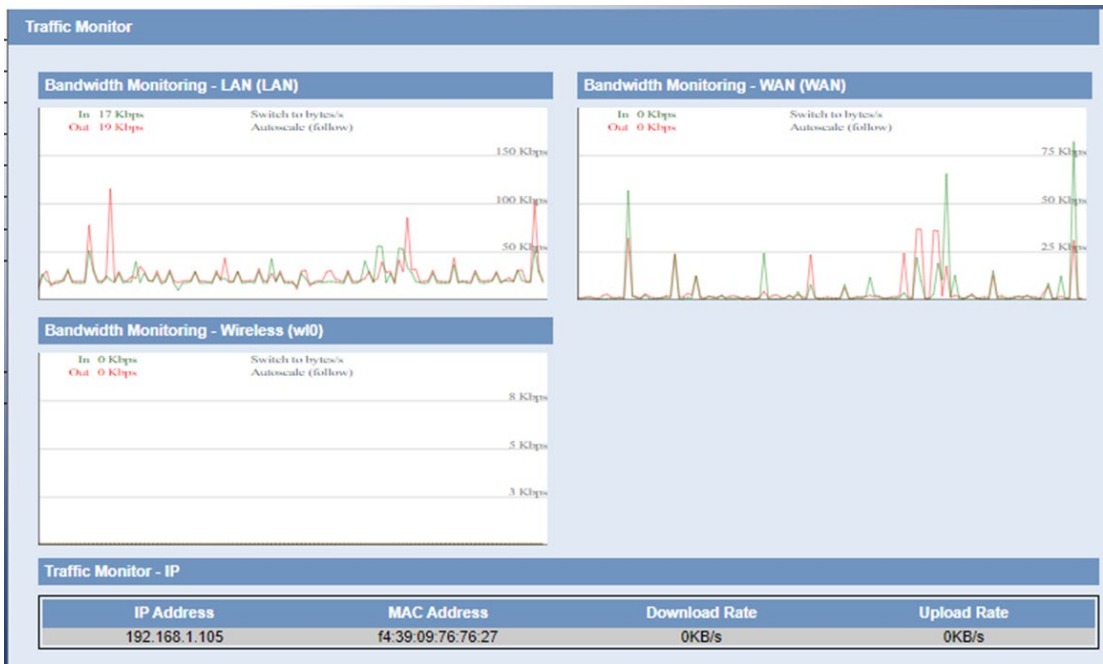 Traffic Monitor
Bandwidth Monitoring - LAN (LAN)
In 17 Kbps Switch to bytes/s
Out 19 Kbps Autoscale (follow)
150 Kbps
100 Kbps
50 Kbps
Bandwidth Monitoring - WAN (WAN)
In 0 Kbps Switch to bytes/s
Out 0 Kbps Autoscale (follow)
75 Kbps
50 Kbps
25 Kbps
Bandwidth Monitoring - Wireless (wl0)
In 0 Kbps Switch to bytes/s
Out 0 Kbps Autoscale (follow)
8 Kbps
5 Kbps
3 Kbps
Traffic Monitor - IP
IP Address MAC Address Download Rate Upload Rate
192.168.1.105 f4:39:09:76:76:27 0KB/s 0KB/s